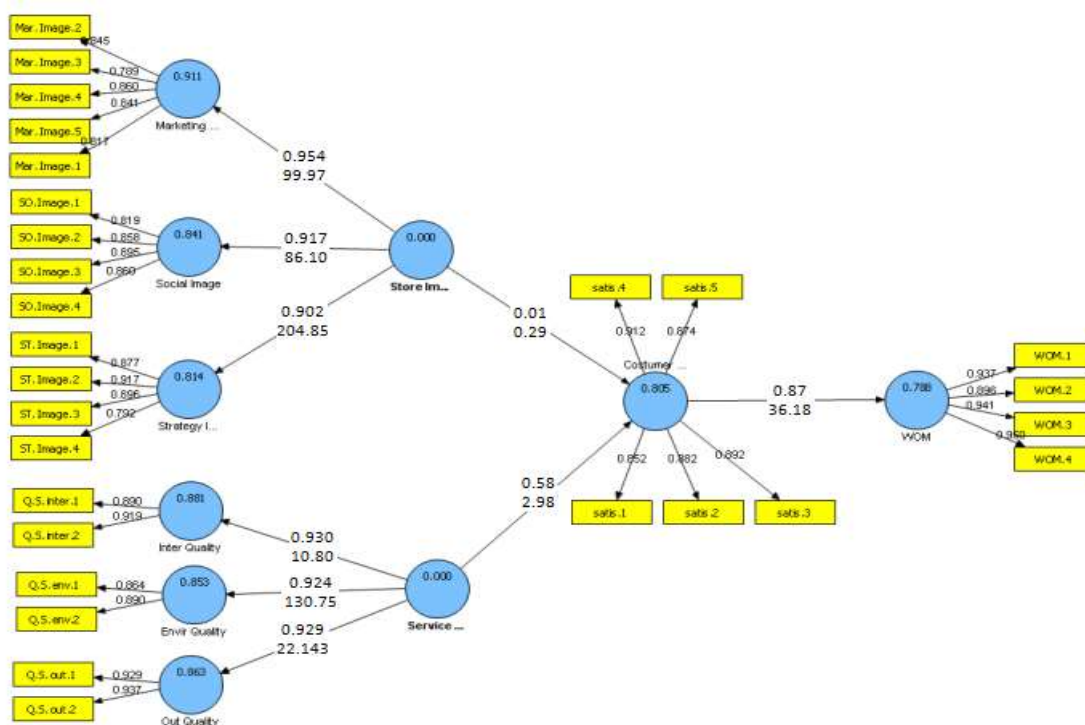 Mar.Image.2
0.845
Mar.Image.3
0.789
Mar.Image.4
0.860
Mar.Image.5
0.841
Mar.Image.1
0.817
0.911
Marketing ...
0.954
99.97
SO.Image.1
0.819
SO.Image.2
0.858
SO.Image.3
0.895
SO.Image.4
0.860
0.841
Social Image
0.917
86.10
0.000
Store Im...
ST.Image.1
0.877
ST.Image.2
0.917
ST.Image.3
0.896
ST.Image.4
0.792
0.814
Strategy I...
0.902
204.85
0.01
0.29
satis.4
satis.5
0.912
0.874
Costumer ...
0.805
0.852
0.882
0.892
satis.1
satis.2
satis.3
0.87
36.18
0.788
WOM
0.937
WOM.1
0.896
WOM.2
0.941
WOM.3
WOM.4
Q.S.inter.1
0.890
Q.S.inter.2
0.919
0.881
Inter Quality
0.930
10.80
0.58
2.98
Q.S.env.1
0.864
Q.S.env.2
0.890
0.853
Envir Quality
0.924
130.75
0.000
Service ...
Q.S.out.1
0.929
Q.S.out.2
0.937
0.863
Out Quality
0.929
22.143